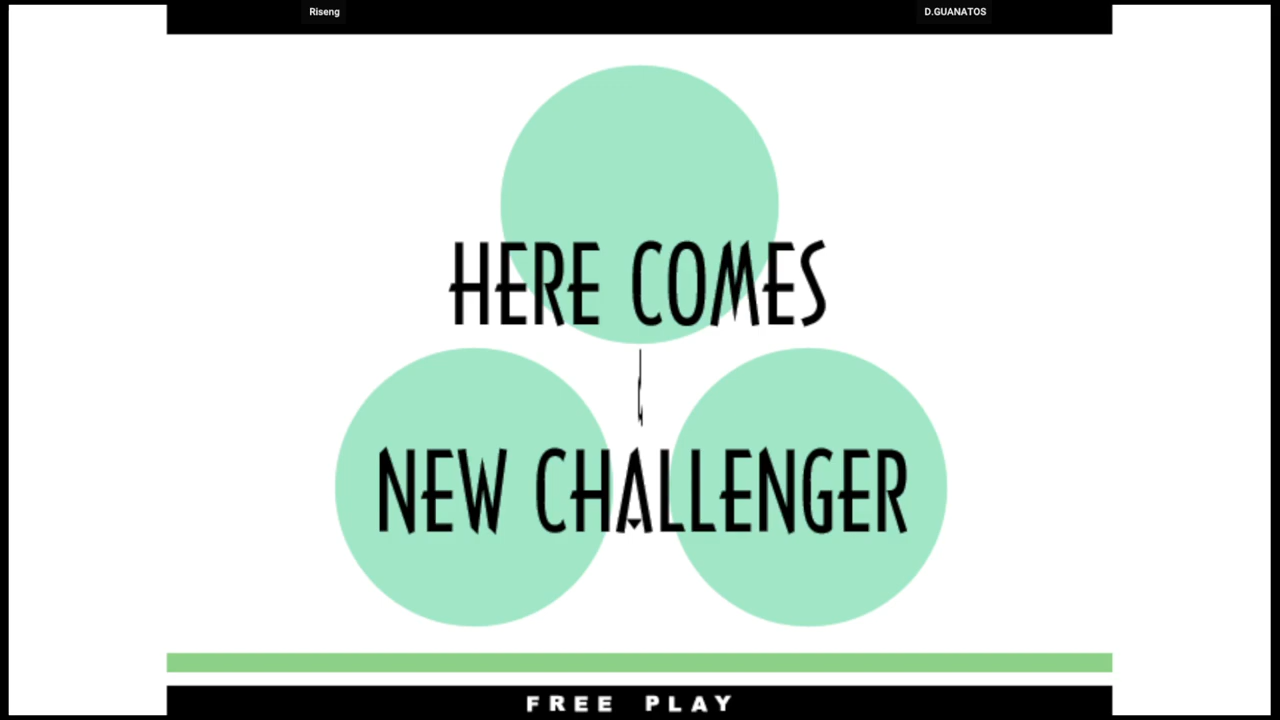 Riseng
D.GUANATOS
HERE COMES
NEW CHALLENGER
FREE PLAY